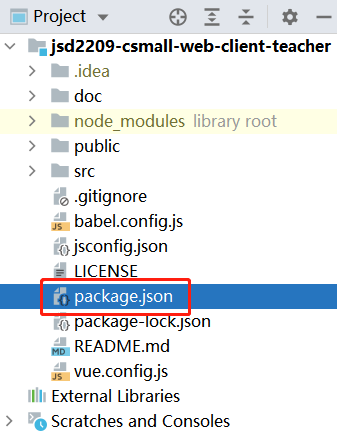 Project
jsd2209-csmall-web-client-teacher
.idea
doc
node_modules library root
public
src
.gitignore
babel.config.js
jsconfig.json
LICENSE
package.json
package-lock.json
README.md
vue.config.js
External Libraries
Scratches and Consoles